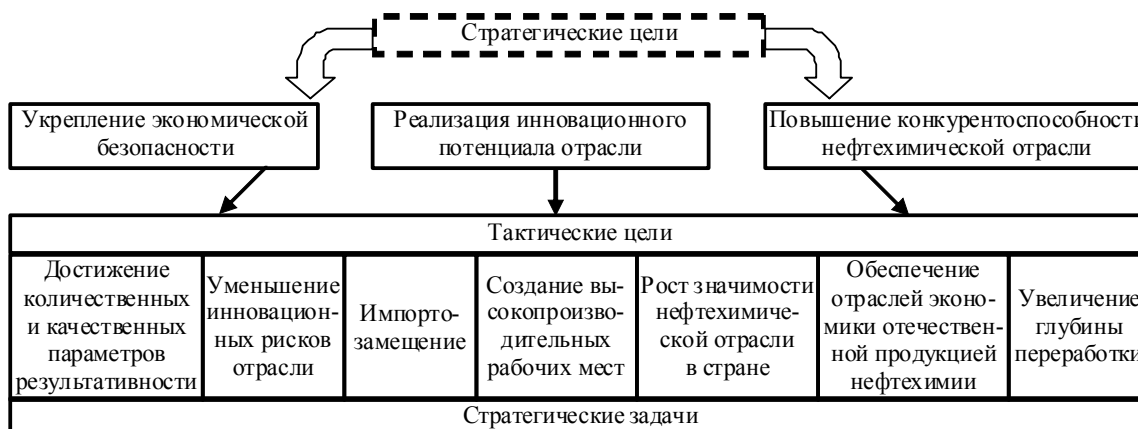 Стратегические цели
Укрепление экономической
безопасности
Реализация инновационного
потенциала отрасли
Повышение конкурентоспособности
нефтехимической отрасли
Тактические цели
Достижение
количественных
и качественных
параметров
результативности
Уменьшение
инновацион-
ных рисков
отрасли
Импорто-
замещение
Создание вы-
сокопроизво-
дительных
рабочих мест
Рост значимости
нефтехимиче-
ской отрасли
в стране
Обеспечение
отраслей эконо-
мики отечествен-
ной продукцией
нефтехимии
Увеличение
глубины
переработки
Стратегические задачи